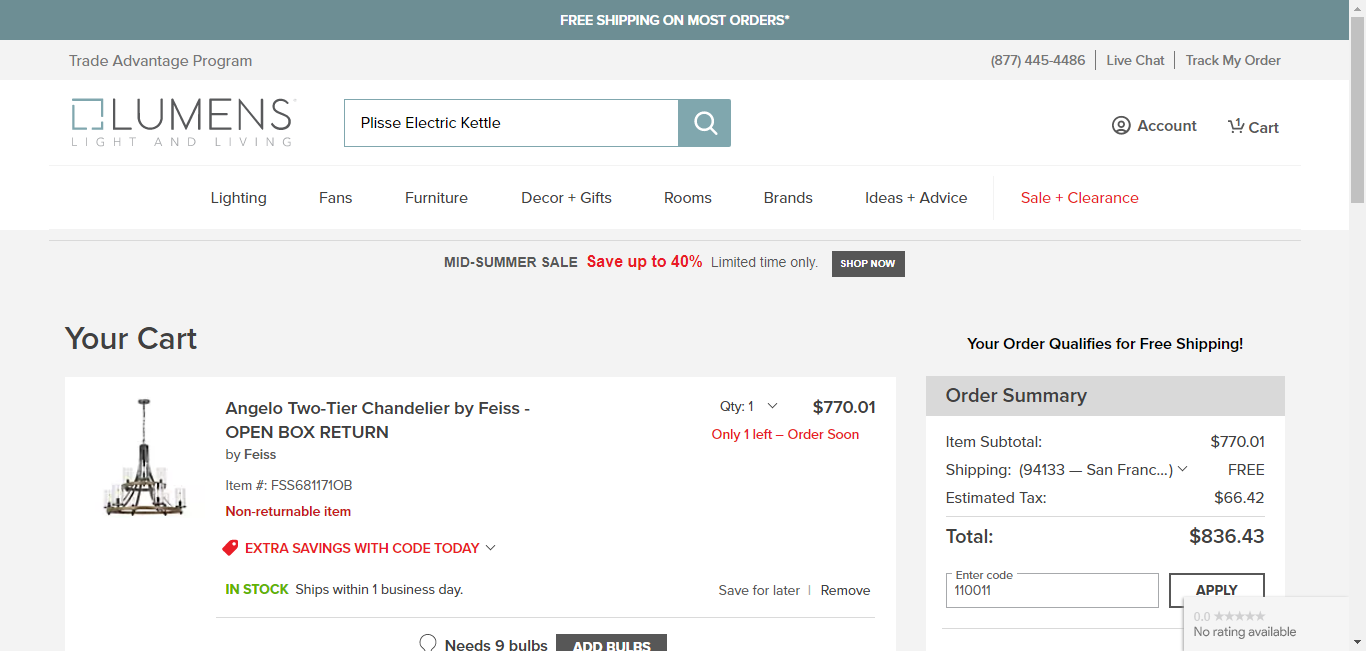 FREE SHIPPING ON MOST ORDERS*
Trade Advantage Program
(877) 445-4486
Live Chat
Track My Order
LUMENS
LIGHT AND LIVING
Plisse Electric Kettle
Account
1
Cart
Lighting
Fans
Furniture
Decor + Gifts
Rooms
Brands
Ideas + Advice
Sale + Clearance
MID-SUMMER SALE Save up to 40% Limited time only. SHOP NOW
Your Cart
Angelo Two-Tier Chandelier by Feiss -
OPEN BOX RETURN
by Feiss
Item #: FSS681171OB
Non-returnable item
Qty: 1
$770.01
Only 1 left – Order Soon
EXTRA SAVINGS WITH CODE TODAY
IN STOCK Ships within 1 business day.
Save for later | Remove
Needs 9 bulbs ADD BULBS
Your Order Qualifies for Free Shipping!
Order Summary
Item Subtotal: $770.01
Shipping: (94133 — San Franc...) FREE
Estimated Tax: $66.42
Total: $836.43
Enter code
110011
APPLY
0.0 ★★★★★
No rating available